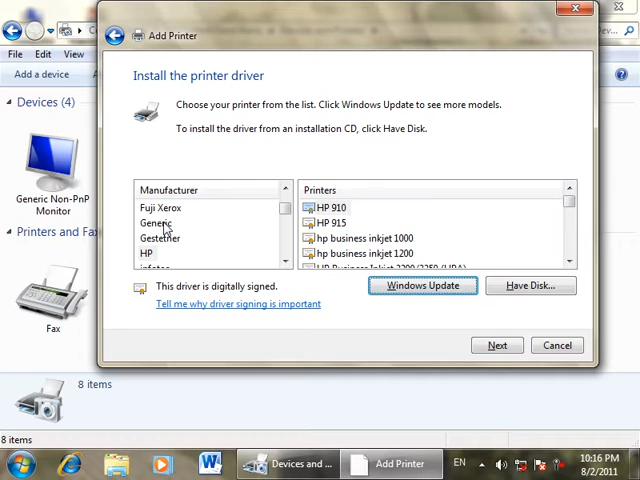 Add Printer
File Edit View
Add a device
Devices (4)
Generic Non-PnP
Monitor
Printers and Fax
Fax
8 items
8 items
Install the printer driver
Choose your printer from the list. Click Windows Update to see more models.
To install the driver from an installation CD, click Have Disk.
Manufacturer
Fuji Xerox
Generic
Gestetner
HP
Printers
HP 910
HP 915
hp business inkjet 1000
hp business inkjet 1200
This driver is digitally signed.
Tell me why driver signing is important
Windows Update
Have Disk...
Next
Cancel
Devices and ...
Add Printer
EN
10:16 PM
8/2/2011